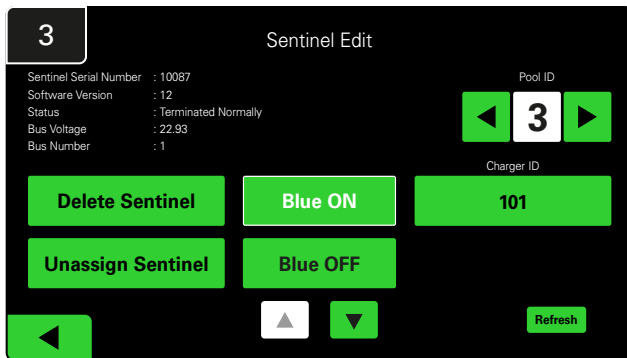 3
Sentinel Edit
Sentinel Serial Number : 10087
Software Version : 12
Status : Terminated Normally
Bus Voltage : 22.93
Bus Number : 1
Pool ID
3
Charger ID
Delete Sentinel Blue ON 101
Unassign Sentinel Blue OFF
Refresh